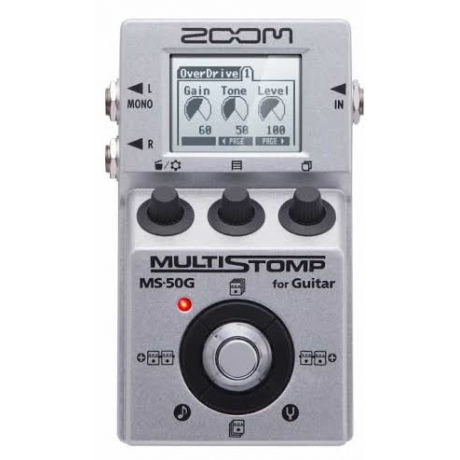 ZOOM
L
MONO
R
IN
OverDrive 1
Gain Tone Level
60 50 100
PAGE PAGE
MULTISTOMP
MS-50G for Guitar